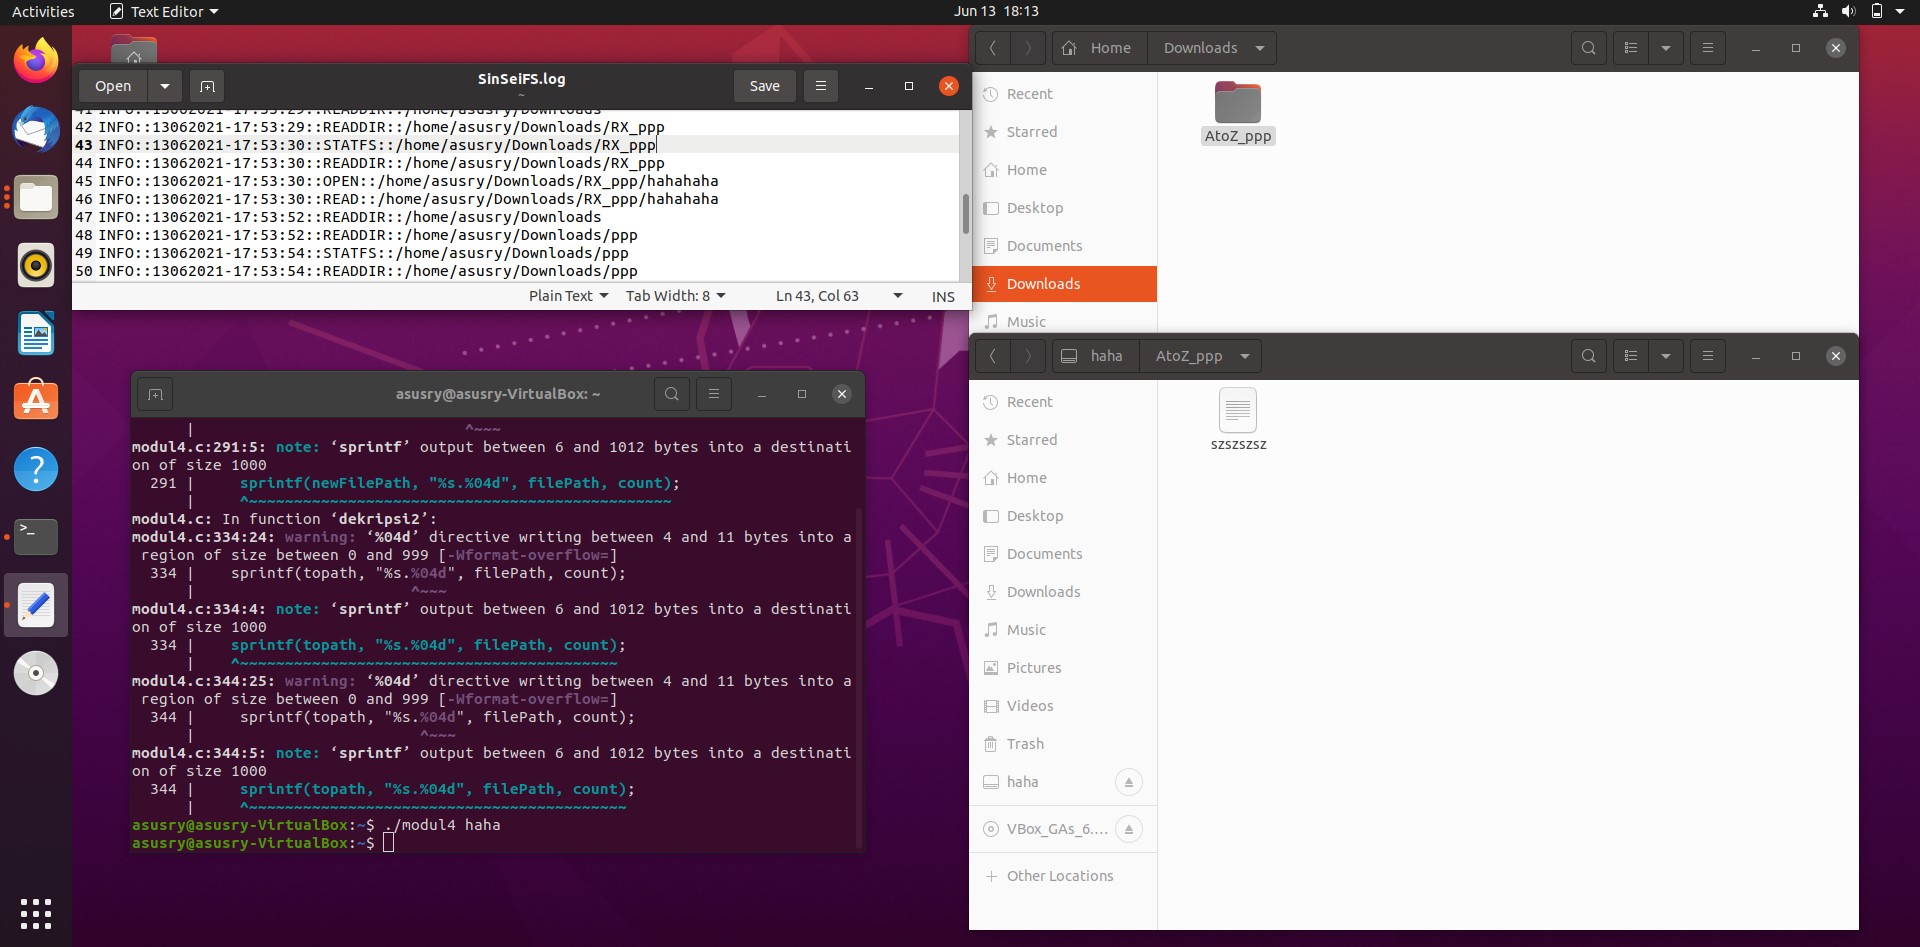 Activities
Text Editor
Jun 13 18:13
Open
SinSeiFS.log
~
Save
41 INFO::13062021-17:53:29::READDIR::/home/asusry/Downloads
42 INFO::13062021-17:53:29::READDIR::/home/asusry/Downloads/RX_ppp
43 INFO::13062021-17:53:30::STATFS::/home/asusry/Downloads/RX_ppp
44 INFO::13062021-17:53:30::READDIR::/home/asusry/Downloads/RX_ppp
45 INFO::13062021-17:53:30::OPEN::/home/asusry/Downloads/RX_ppp/hahahaha
46 INFO::13062021-17:53:30::READ::/home/asusry/Downloads/RX_ppp/hahahaha
47 INFO::13062021-17:53:52::READDIR::/home/asusry/Downloads
48 INFO::13062021-17:53:52::READDIR::/home/asusry/Downloads/ppp
49 INFO::13062021-17:53:54::STATFS::/home/asusry/Downloads/ppp
50 INFO::13062021-17:53:54::READDIR::/home/asusry/Downloads/ppp
Plain Text
Tab Width: 8
Ln 43, Col 63
INS
asusry@asusry-VirtualBox: ~
| ^~~~
modul4.c:291:5: note: ‘sprintf’ output between 6 and 1012 bytes into a destinati
on of size 1000
291 | sprintf(newFilePath, "%s.%04d", filePath, count);
| ^~~~~~~~~~~~~~~~~~~~~~~~~~~~~~~~~~~~~~~~~~~~~~~~
modul4.c: In function ‘dekripsi2’:
modul4.c:334:24: warning: ‘%04d’ directive writing between 4 and 11 bytes into a
region of size between 0 and 999 [-Wformat-overflow=]
334 | sprintf(topath, "%s.%04d", filePath, count);
| ^~~~
modul4.c:334:4: note: ‘sprintf’ output between 6 and 1012 bytes into a destinati
on of size 1000
334 | sprintf(topath, "%s.%04d", filePath, count);
| ^~~~~~~~~~~~~~~~~~~~~~~~~~~~~~~~~~~~~~~~~~~
modul4.c:344:25: warning: ‘%04d’ directive writing between 4 and 11 bytes into a
region of size between 0 and 999 [-Wformat-overflow=]
344 | sprintf(topath, "%s.%04d", filePath, count);
| ^~~~
modul4.c:344:5: note: ‘sprintf’ output between 6 and 1012 bytes into a destinati
on of size 1000
344 | sprintf(topath, "%s.%04d", filePath, count);
| ^~~~~~~~~~~~~~~~~~~~~~~~~~~~~~~~~~~~~~~~~~~
asusry@asusry-VirtualBox:~$ ./modul4 haha
asusry@asusry-VirtualBox:~$
Home
Downloads
Recent
Starred
Home
Desktop
Documents
Downloads
Music
AtoZ_ppp
haha
AtoZ_ppp
Recent
Starred
Home
Desktop
Documents
Downloads
Music
Pictures
Videos
Trash
haha
VBox_GAs_6....
Other Locations
szszszsz